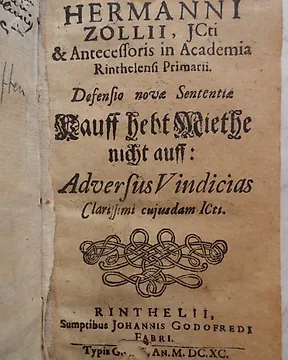 HERMANNI
ZOLLII, JCti
& Antecessoris in Academia
Rinthelensi Primarii.
Defensio novæ Sententiæ
Kauff hebt Miethe
nicht auff:
Adversus Vindicias
Clarissimi cujusdam ICti.
RINTHELII,
Sumptibus JOHANNIS GODOFREDI
FABRI.
Typis AN. M. DC. XC.